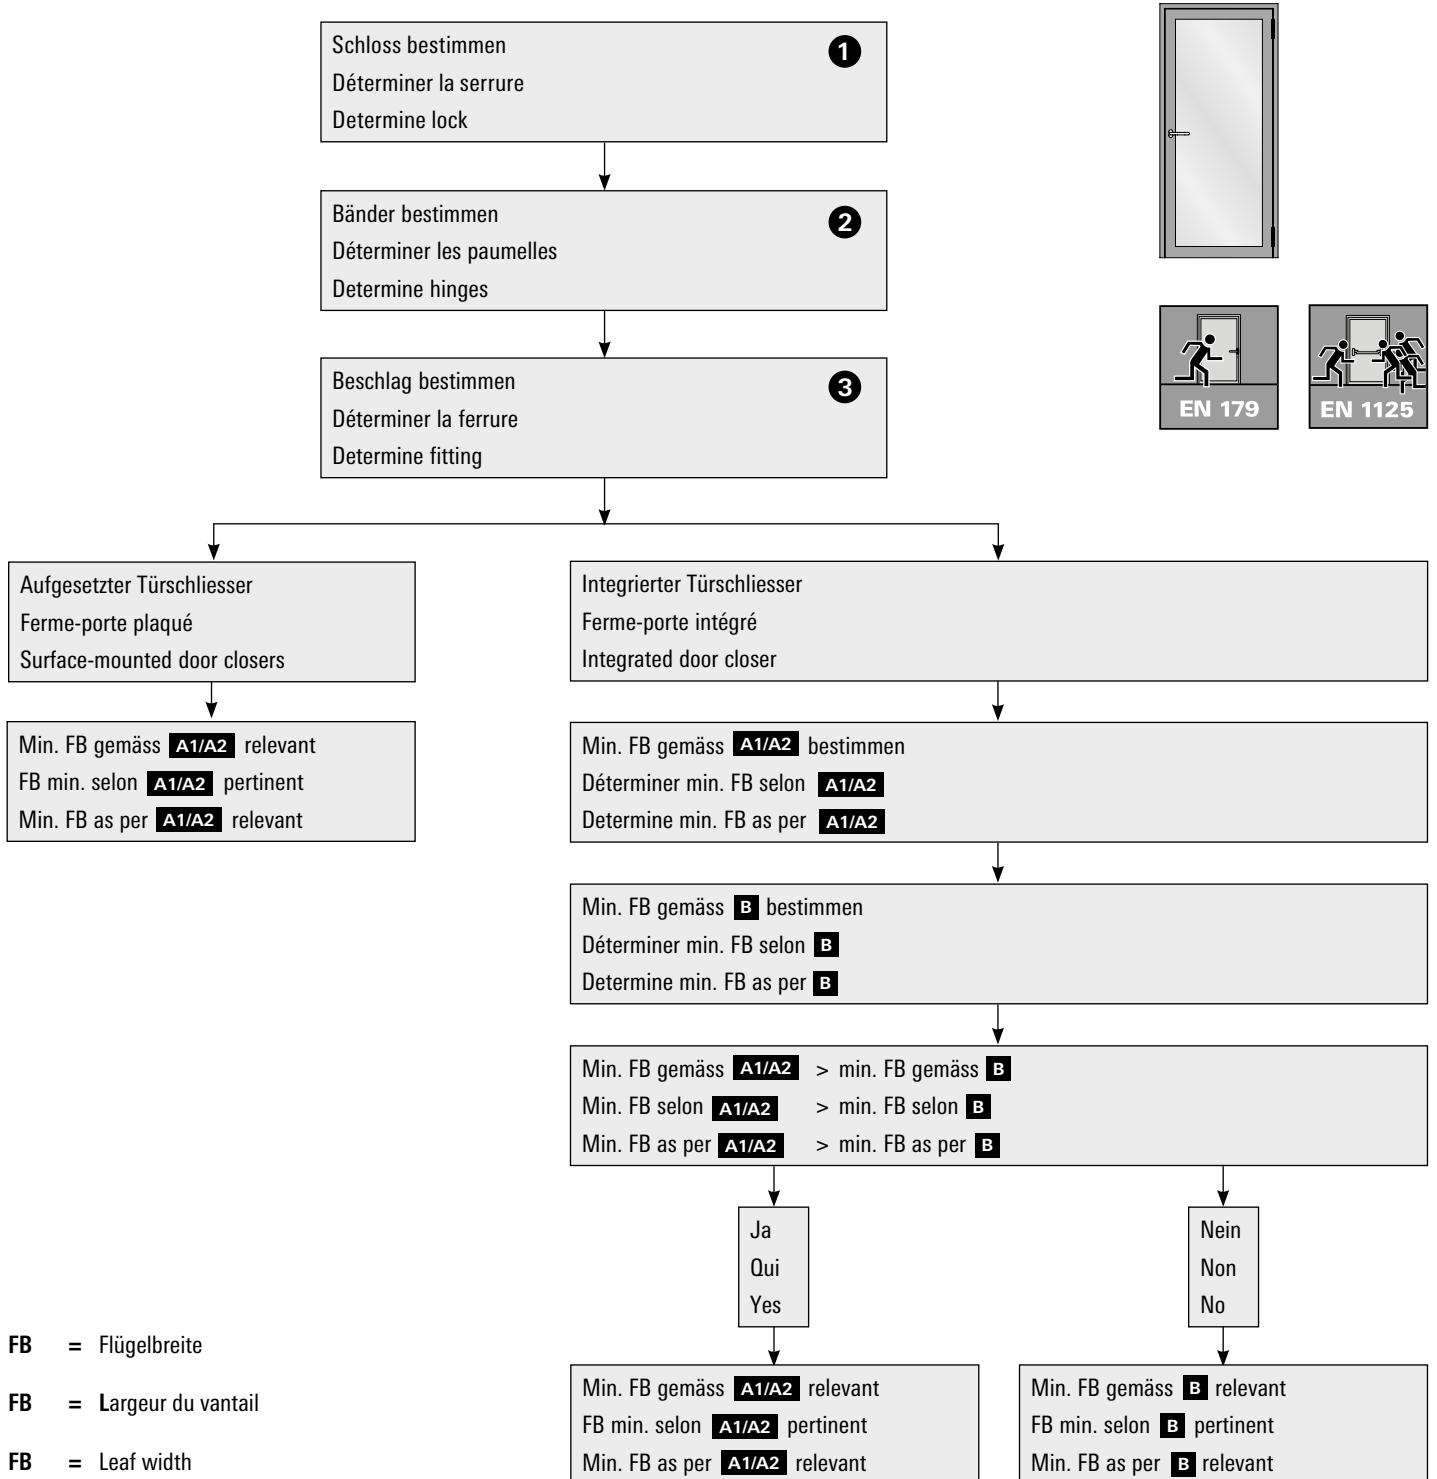 Schloss bestimmen
Déterminer la serrure
Determine lock
1
Bänder bestimmen
Déterminer les paumelles
Determine hinges
2
Beschlag bestimmen
Déterminer la ferrure
Determine fitting
3
EN 179
EN 1125
Aufgesetzter Türschliesser
Ferme-porte plaqué
Surface-mounted door closers
Integrierter Türschliesser
Ferme-porte intégré
Integrated door closer
Min. FB gemäss A1/A2 relevant
FB min. selon A1/A2 pertinent
Min. FB as per A1/A2 relevant
Min. FB gemäss A1/A2 bestimmen
Déterminer min. FB selon A1/A2
Determine min. FB as per A1/A2
Min. FB gemäss B bestimmen
Déterminer min. FB selon B
Determine min. FB as per B
Min. FB gemäss A1/A2 > min. FB gemäss B
Min. FB selon A1/A2 > min. FB selon B
Min. FB as per A1/A2 > min. FB as per B
Ja
Qui
Yes
Nein
Non
No
FB = Flügelbreite
FB = Largeur du vantail
FB = Leaf width
Min. FB gemäss A1/A2 relevant
FB min. selon A1/A2 pertinent
Min. FB as per A1/A2 relevant
Min. FB gemäss B relevant
FB min. selon B pertinent
Min. FB as per B relevant